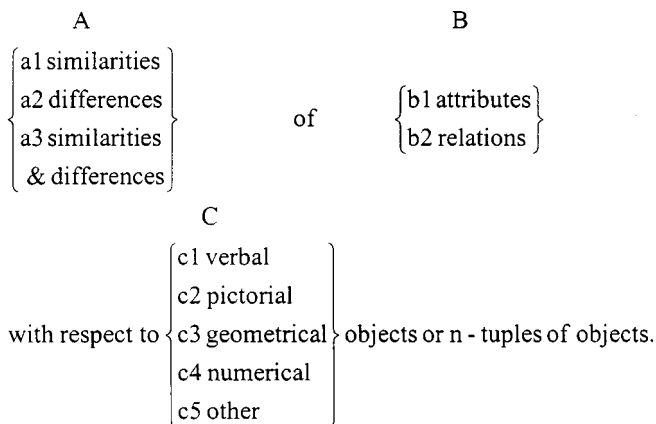 A B
a1 similarities
a2 differences
a3 similarities
& differences
of
b1 attributes
b2 relations
C
with respect to
c1 verbal
c2 pictorial
c3 geometrical
c4 numerical
c5 other
objects or n - tuples of objects.